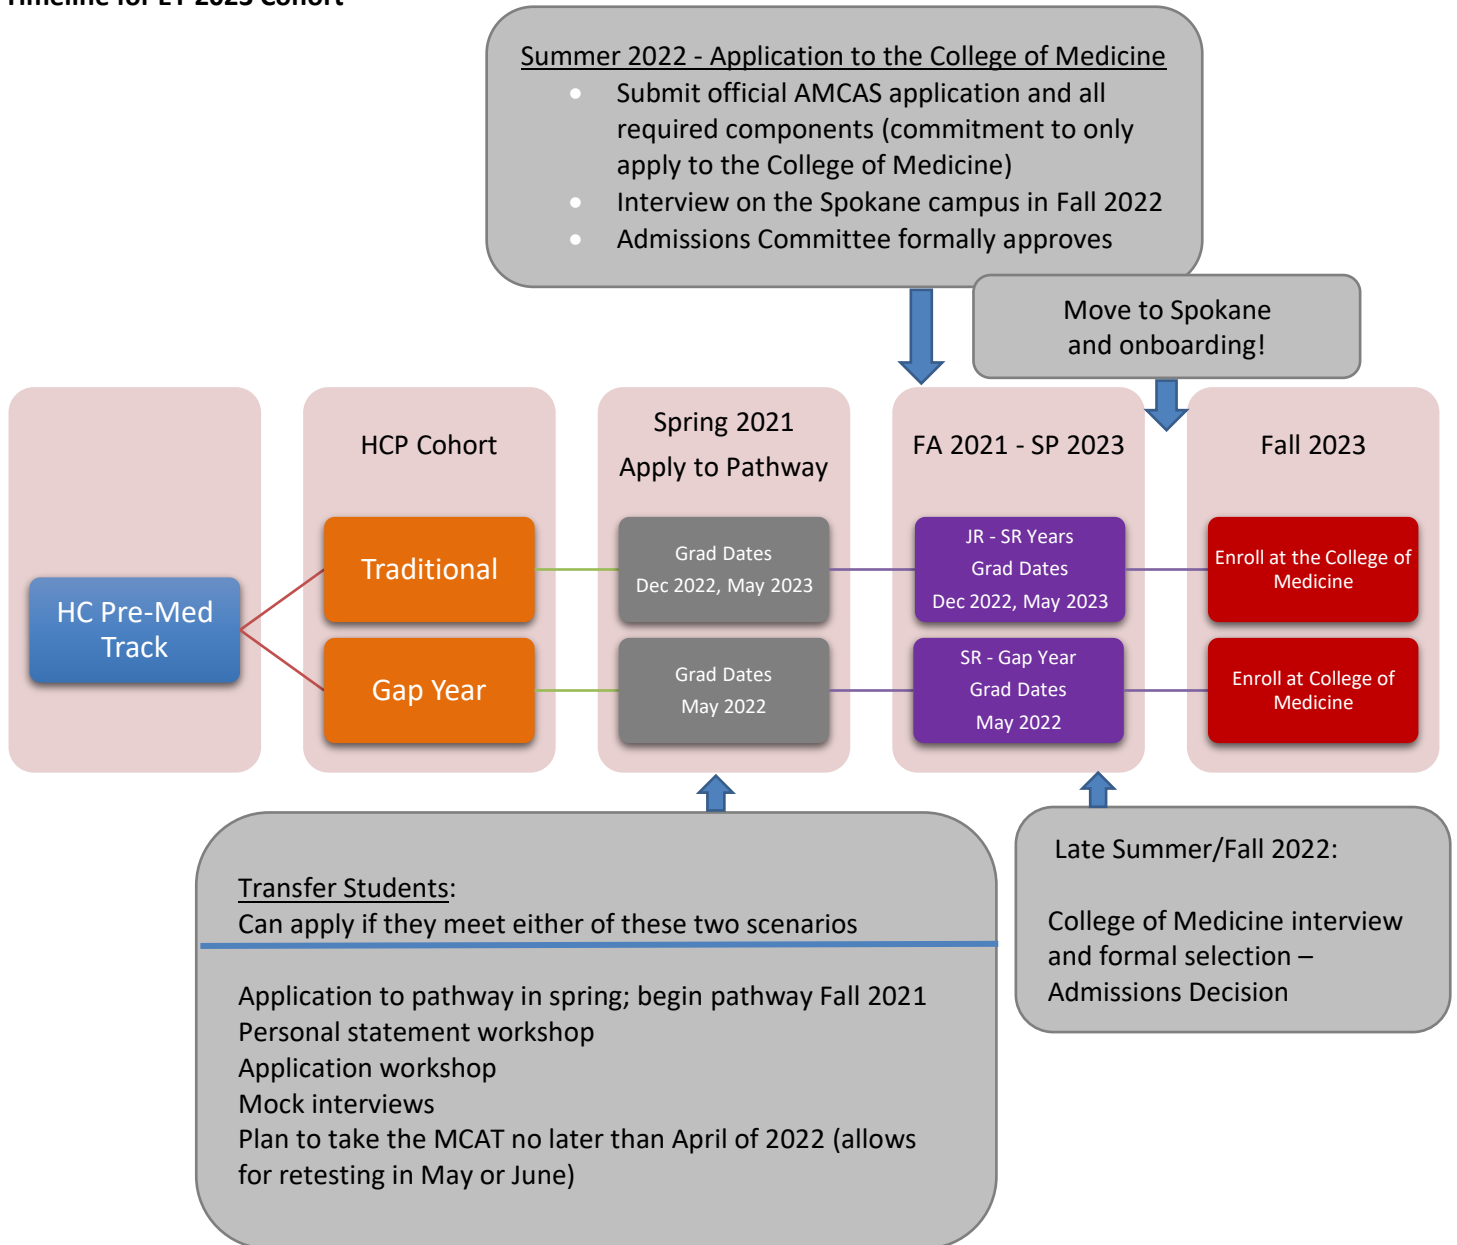 Timeline for EY 2023 Cohort
Summer 2022 - Application to the College of Medicine
Submit official AMCAS application and all
required components (commitment to only
apply to the College of Medicine)
Interview on the Spokane campus in Fall 2022
Admissions Committee formally approves
Move to Spokane
and onboarding!
HC Pre-Med
Track
HCP Cohort
Traditional
Gap Year
Spring 2021
Apply to Pathway
Grad Dates
Dec 2022, May 2023
Grad Dates
May 2022
FA 2021 - SP 2023
JR - SR Years
Grad Dates
Dec 2022, May 2023
SR - Gap Year
Grad Dates
May 2022
Fall 2023
Enroll at the College of
Medicine
Enroll at College of
Medicine
Transfer Students:
Can apply if they meet either of these two scenarios
Application to pathway in spring; begin pathway Fall 2021
Personal statement workshop
Application workshop
Mock interviews
Plan to take the MCAT no later than April of 2022 (allows
for retesting in May or June)
Late Summer/Fall 2022:
College of Medicine interview
and formal selection –
Admissions Decision